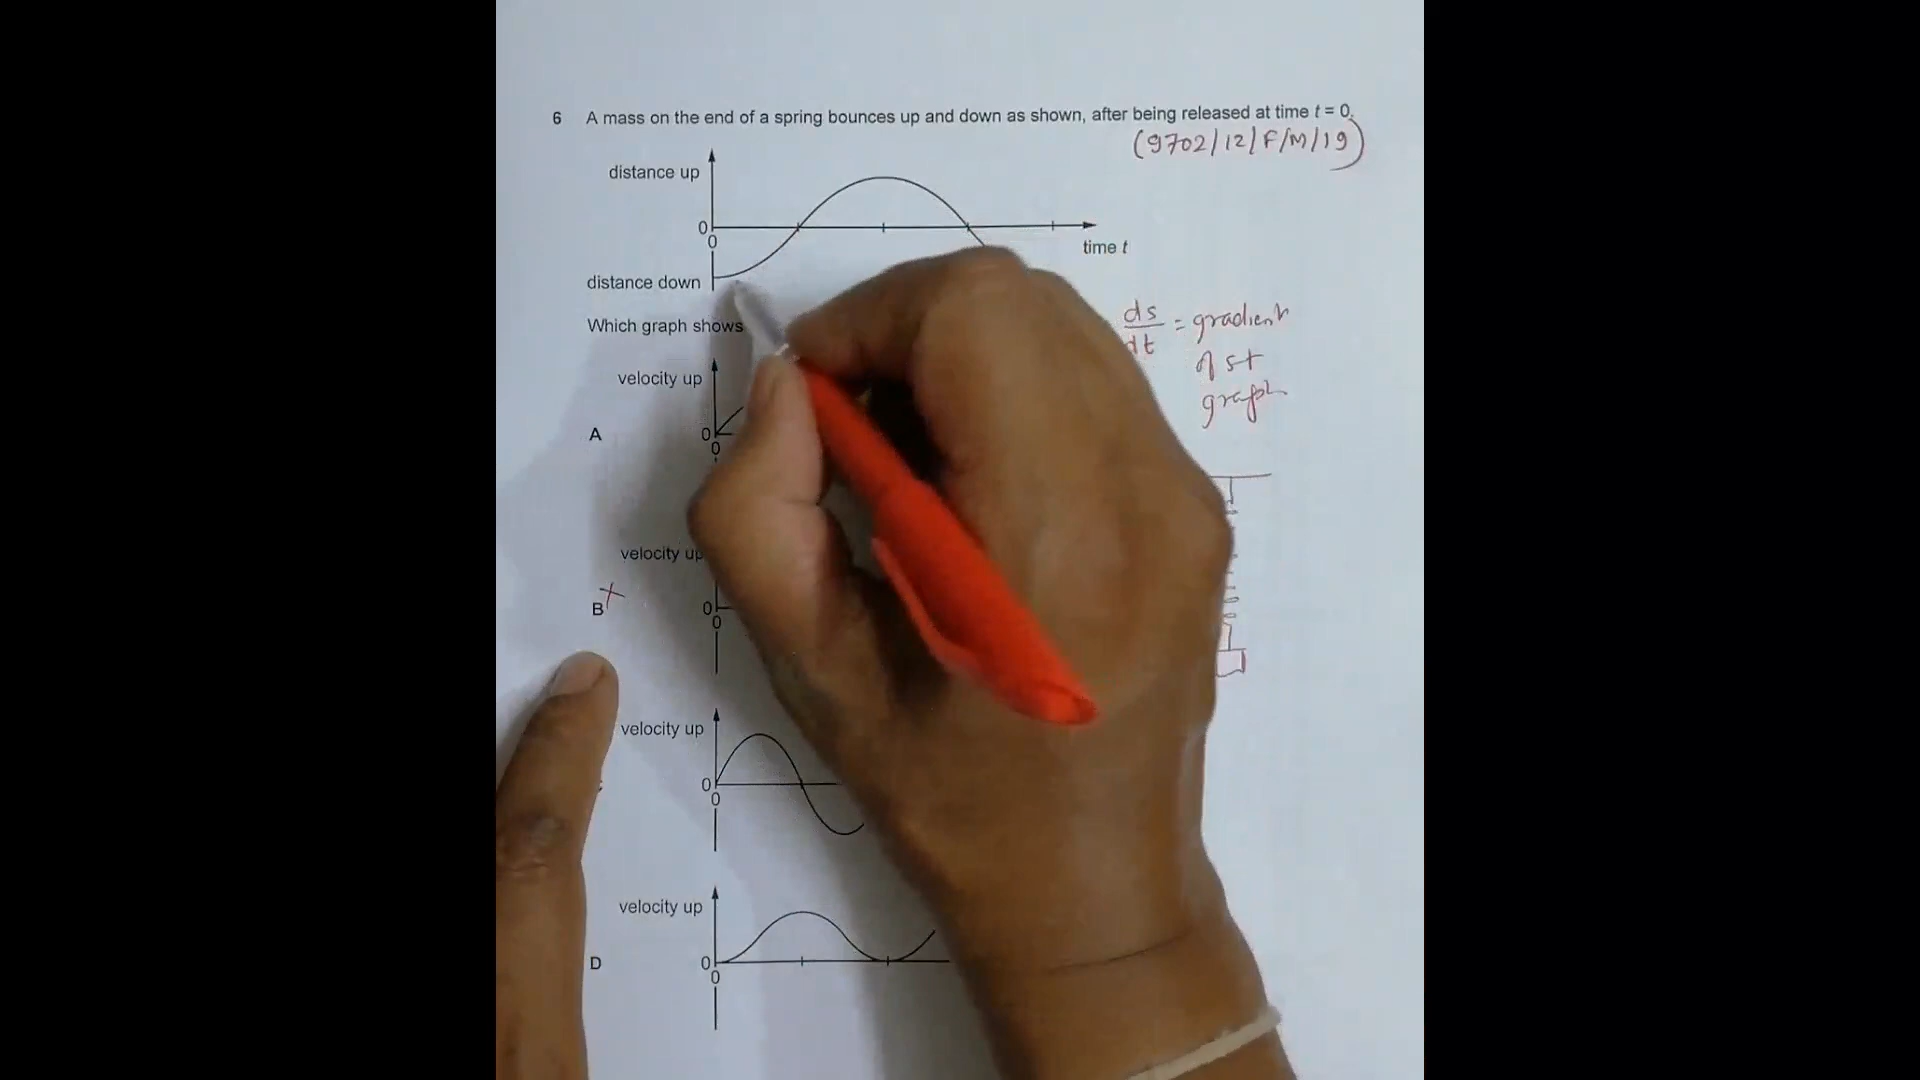 6 A mass on the end of a spring bounces up and down as shown, after being released at time t = 0.
(9702/12/F/M/19)
distance up
0
0
time t
distance down
Which graph shows
ds/dt = gradient
of st
graph
velocity up
A
0
0
velocity up
B
0
0
velocity up
0
0
velocity up
D
0
0